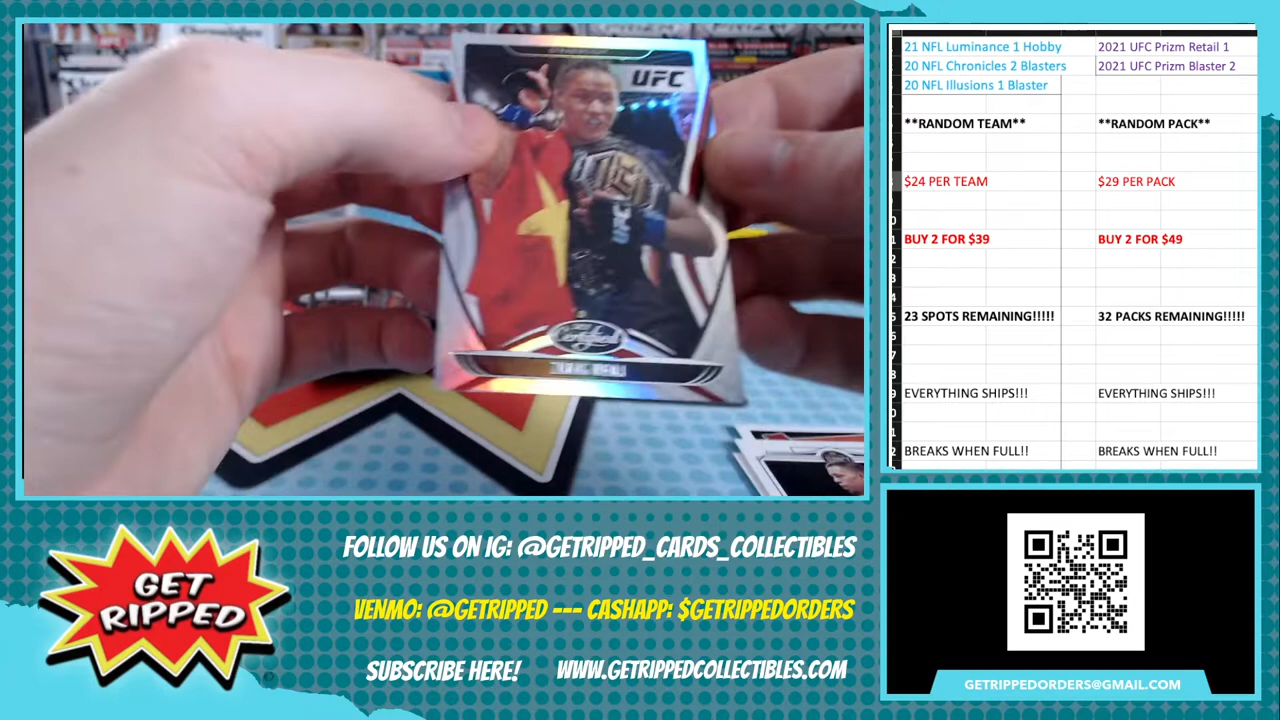 UFC
UFC
Certified
ZHANG WEILI
21 NFL Luminance 1 Hobby
20 NFL Chronicles 2 Blasters
20 NFL Illusions 1 Blaster
**RANDOM TEAM**
$24 PER TEAM
BUY 2 FOR $39
23 SPOTS REMAINING!!!!!
EVERYTHING SHIPS!!!
BREAKS WHEN FULL!!
2021 UFC Prizm Retail 1
2021 UFC Prizm Blaster 2
**RANDOM PACK**
$29 PER PACK
BUY 2 FOR $49
32 PACKS REMAINING!!!!!
EVERYTHING SHIPS!!!
BREAKS WHEN FULL!!
GET
RIPPED
FOLLOW US ON IG: @GETRIPPED_CARDS_COLLECTIBLES
VENMO: @GETRIPPED --- CASHAPP: $GETRIPPEDORDERS
SUBSCRIBE HERE! WWW.GETRIPPEDCOLLECTIBLES.COM
GETRIPPEDORDERS@GMAIL.COM